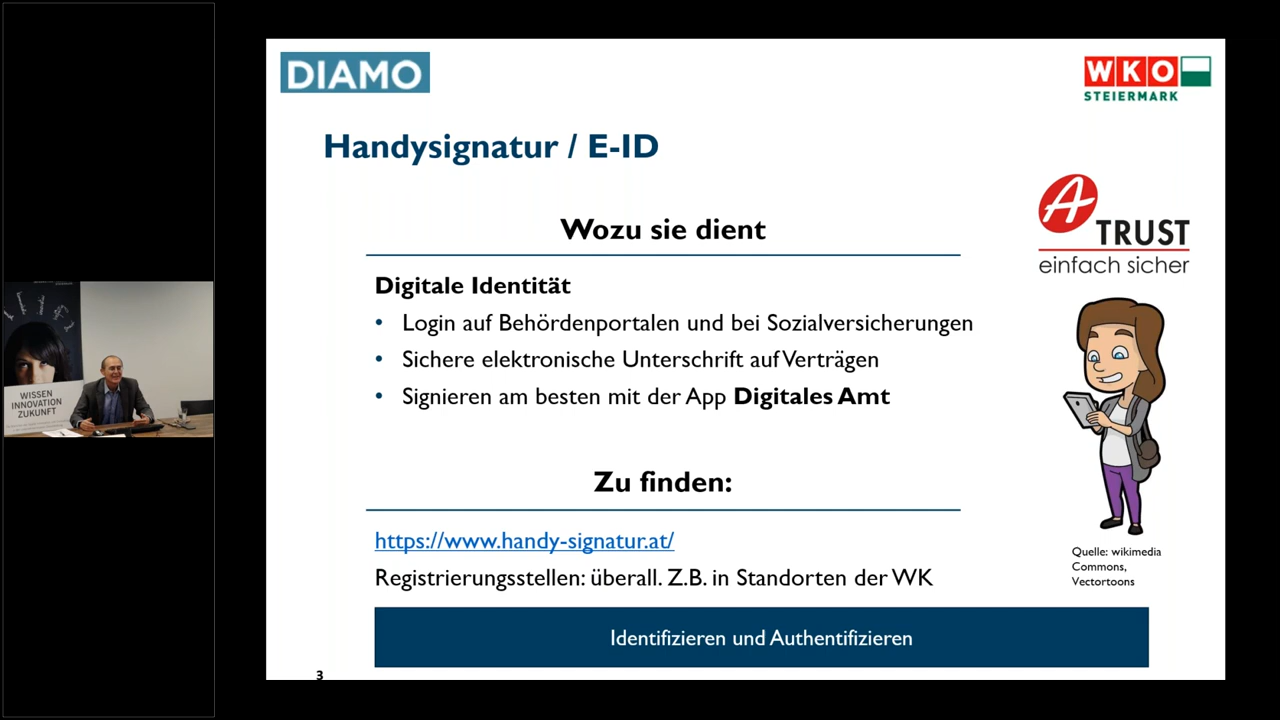 DIAMO
WKO
STEIERMARK
Handysignatur / E-ID
A
TRUST
einfach sicher
Wozu sie dient
Digitale Identität
• Login auf Behördenportalen und bei Sozialversicherungen
• Sichere elektronische Unterschrift auf Verträgen
• Signieren am besten mit der App Digitales Amt
Zu finden:
https://www.handy-signatur.at/
Registrierungsstellen: überall. Z.B. in Standorten der WK
Quelle: wikimedia
Commons,
Vectortoons
Identifizieren und Authentifizieren
3
WISSEN
INNOVATION
ZUKUNFT